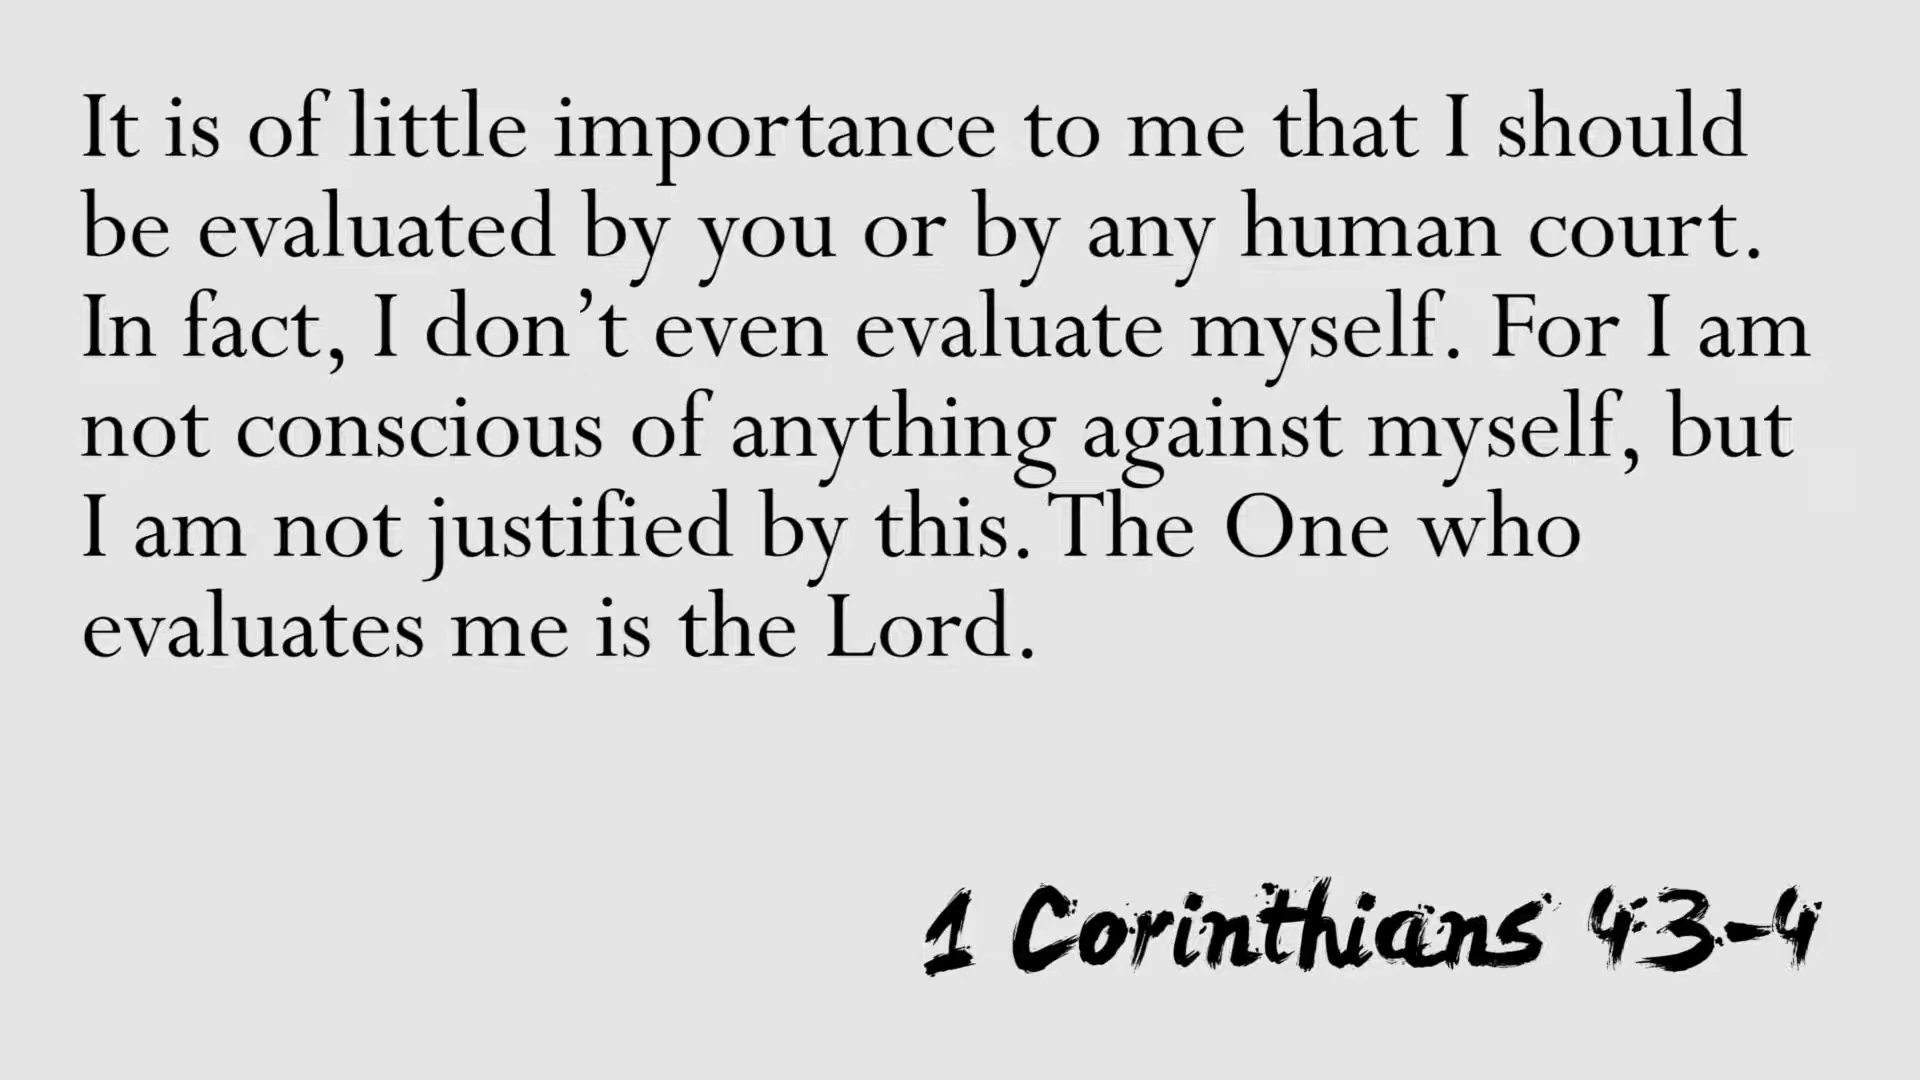 It is of little importance to me that I should
be evaluated by you or by any human court.
In fact, I don’t even evaluate myself. For I am
not conscious of anything against myself, but
I am not justified by this. The One who
evaluates me is the Lord.
1 Corinthians 4:3-4